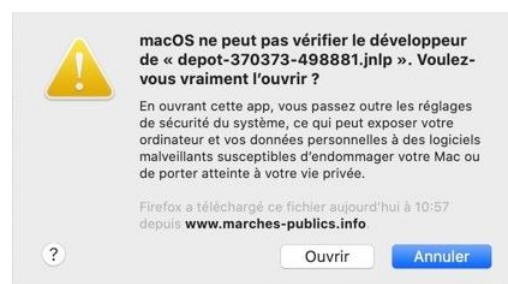 macOS ne peut pas vérifier le développeur
de « depot-370373-498881.jnlp ». Voulez-
vous vraiment l'ouvrir ?
En ouvrant cette app, vous passez outre les réglages
de sécurité du système, ce qui peut exposer votre
ordinateur et vos données personnelles à des logiciels
malveillants susceptibles d'endommager votre Mac ou
de porter atteinte à votre vie privée.
Firefox a téléchargé ce fichier aujourd'hui à 10:57
depuis www.marches-publics.info.
?
Ouvrir
Annuler